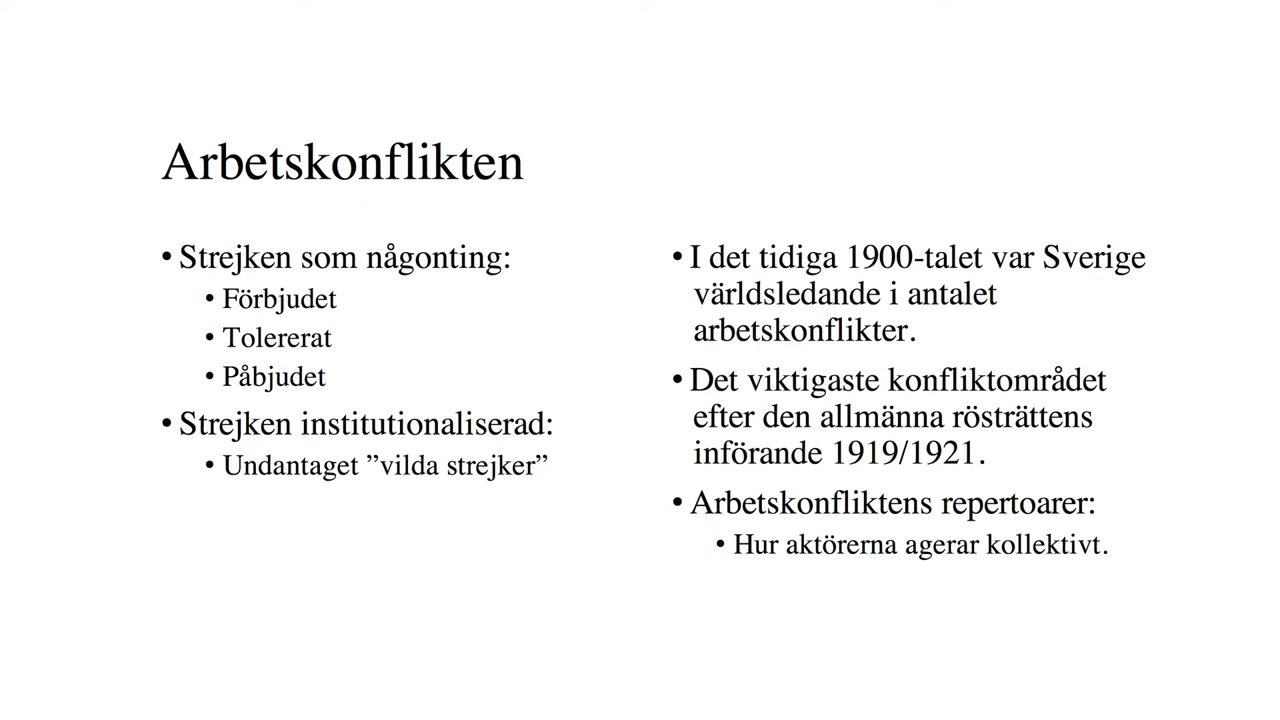 Arbetskonflikten
• Strejken som någonting:
• Förbjudet
• Tolererat
• Påbjudet
• Strejken institutionaliserad:
• Undantaget ”vilda strejker”
• I det tidiga 1900-talet var Sverige
världsledande i antalet
arbetskonflikter.
• Det viktigaste konfliktområdet
efter den allmänna rösträttens
införande 1919/1921.
• Arbetskonfliktens repertoarer:
• Hur aktörerna agerar kollektivt.